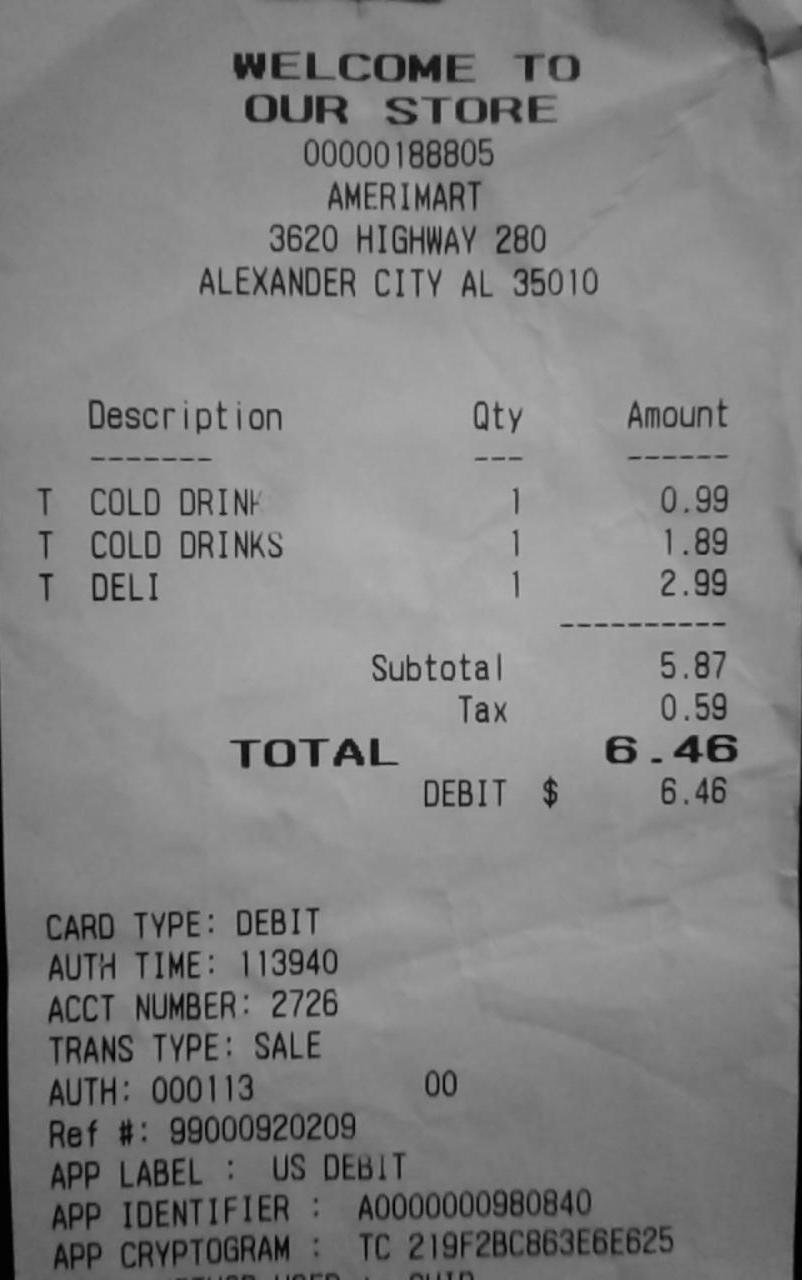 WELCOME TO
OUR STORE
00000188805
AMERIMART
3620 HIGHWAY 280
ALEXANDER CITY AL 35010
Description Qty Amount
------- --- ------
T COLD DRINK 1 0.99
T COLD DRINKS 1 1.89
T DELI 1 2.99
----------
Subtotal 5.87
Tax 0.59
TOTAL 6.46
DEBIT $ 6.46
CARD TYPE: DEBIT
AUTH TIME: 113940
ACCT NUMBER: 2726
TRANS TYPE: SALE
AUTH: 000113 00
Ref #: 99000920209
APP LABEL : US DEBIT
APP IDENTIFIER : A0000000980840
APP CRYPTOGRAM : TC 219F2BC863E6E625